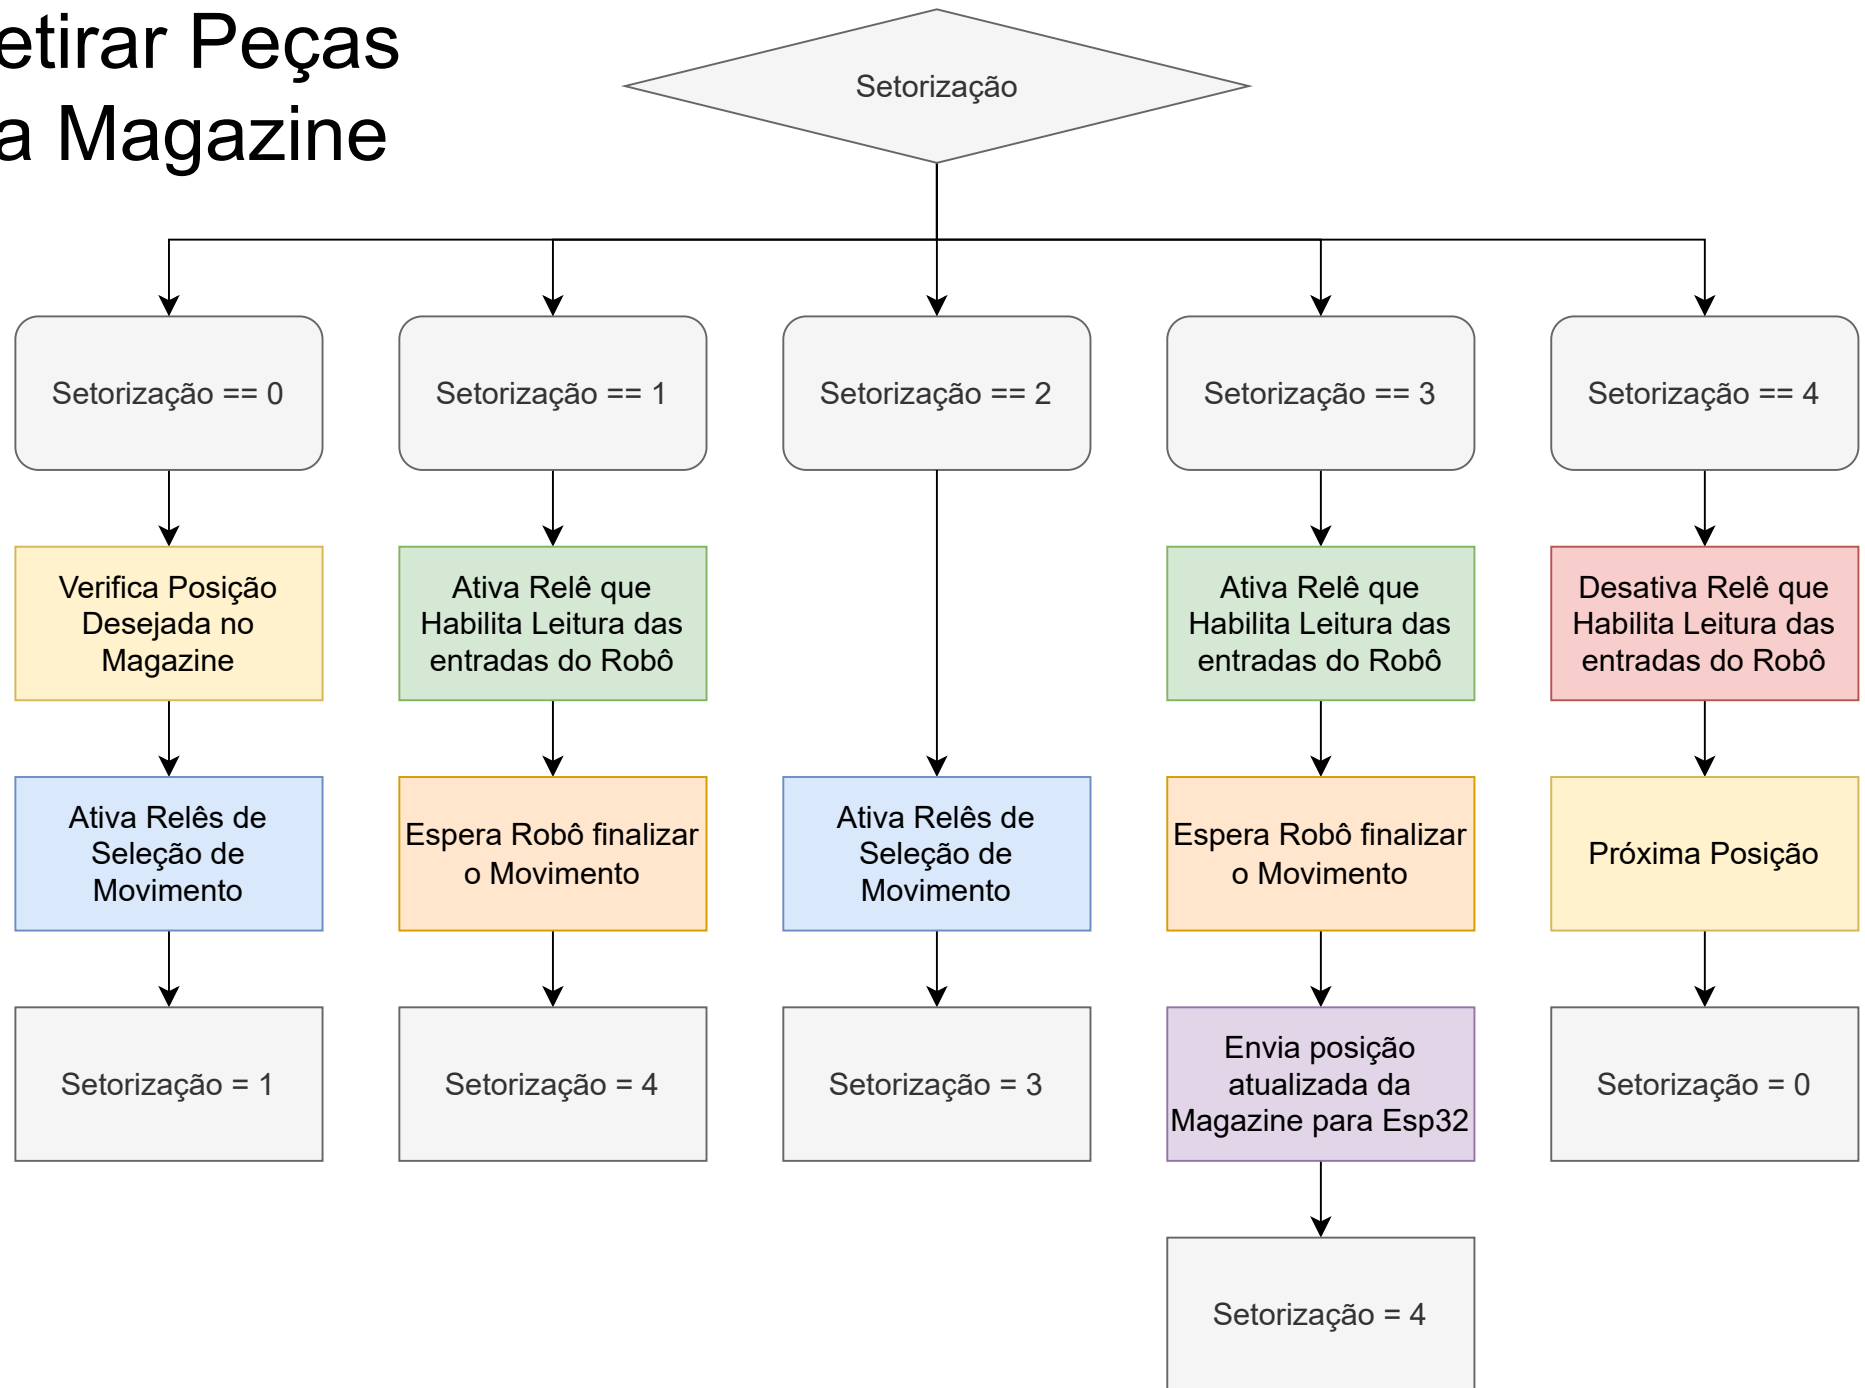 etirar Peças
a Magazine
Setorização
Setorização == 0
Setorização == 1
Setorização == 2
Setorização == 3
Setorização == 4
Verifica Posição
Desejada no
Magazine
Ativa Relê que
Habilita Leitura das
entradas do Robô
Ativa Relê que
Habilita Leitura das
entradas do Robô
Desativa Relê que
Habilita Leitura das
entradas do Robô
Ativa Relês de
Seleção de
Movimento
Espera Robô finalizar
o Movimento
Ativa Relês de
Seleção de
Movimento
Espera Robô finalizar
o Movimento
Próxima Posição
Setorização = 1
Setorização = 4
Setorização = 3
Envia posição
atualizada da
Magazine para Esp32
Setorização = 0
Setorização = 4